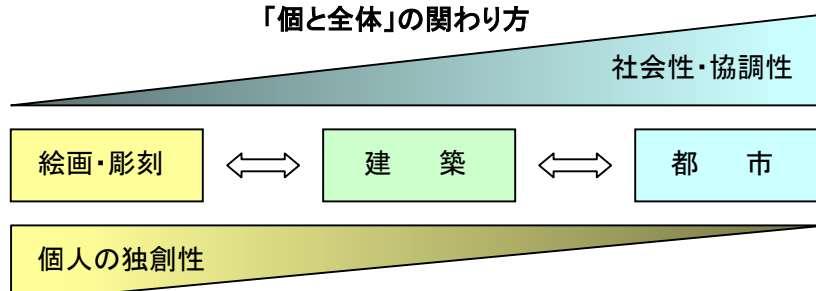 「個と全体」の関わり方
社会性・協調性
絵画・彫刻
建　築
都　市
個人の独創性